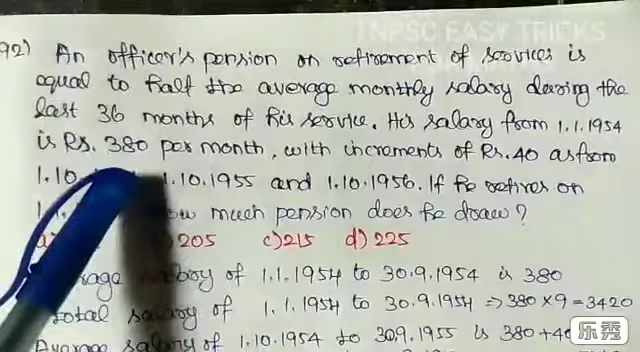 TNPSC EASY TRICKS
92) An officer's pension on retirement of services is
equal to half the average monthly salary during the
last 36 months of his service. His salary from 1.1.1954
is Rs. 380 per month, with increments of Rs. 40 as from
1.10. 1.10.1955 and 1.10.1956. If he retires on
much pension does he draw?
205 c) 215 d) 225
salary of 1.1.1954 to 30.9.1954 is 380
Total salary of 1.1.1954 to 30.9.1954 ⇒ 380 × 9 = 3420
Average salary of 1.10.1954 to 30.9.1955 is 380+40
乐秀